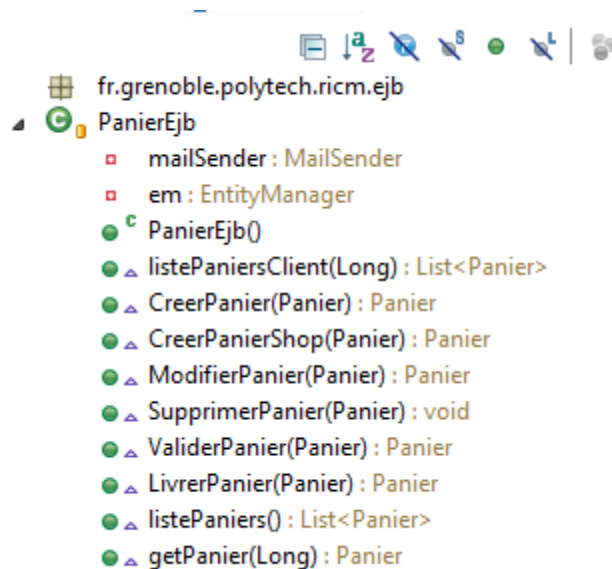 fr.grenoble.polytech.ricm.ejb
PanierEjb
mailSender : MailSender
em : EntityManager
PanierEjb()
listePaniersClient(Long) : List<Panier>
CreerPanier(Panier) : Panier
CreerPanierShop(Panier) : Panier
ModifierPanier(Panier) : Panier
SupprimerPanier(Panier) : void
ValiderPanier(Panier) : Panier
LivrerPanier(Panier) : Panier
listePaniers() : List<Panier>
getPanier(Long) : Panier